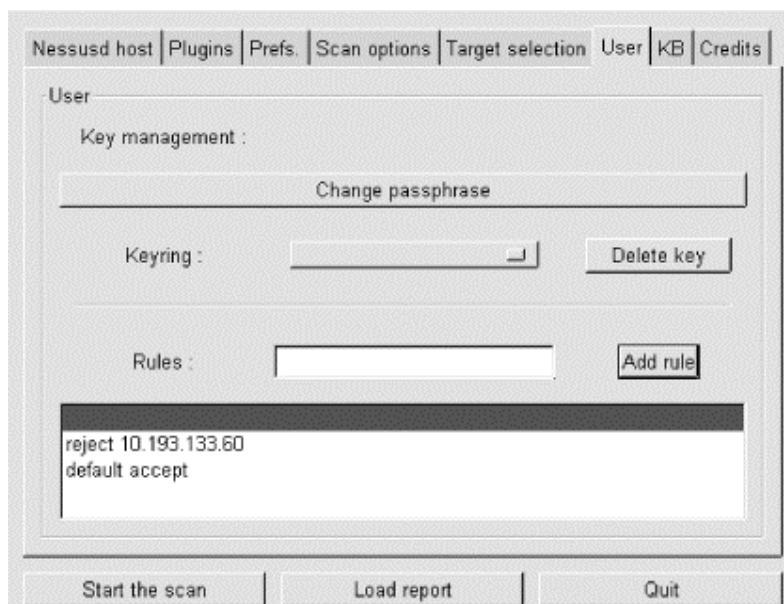 Nessusd host Plugins Prefs. Scan options Target selection User KB Credits
User
Key management :
Change passphrase
Keyring : Delete key
Rules : Add rule
reject 10.193.133.60
default accept
Start the scan Load report Quit